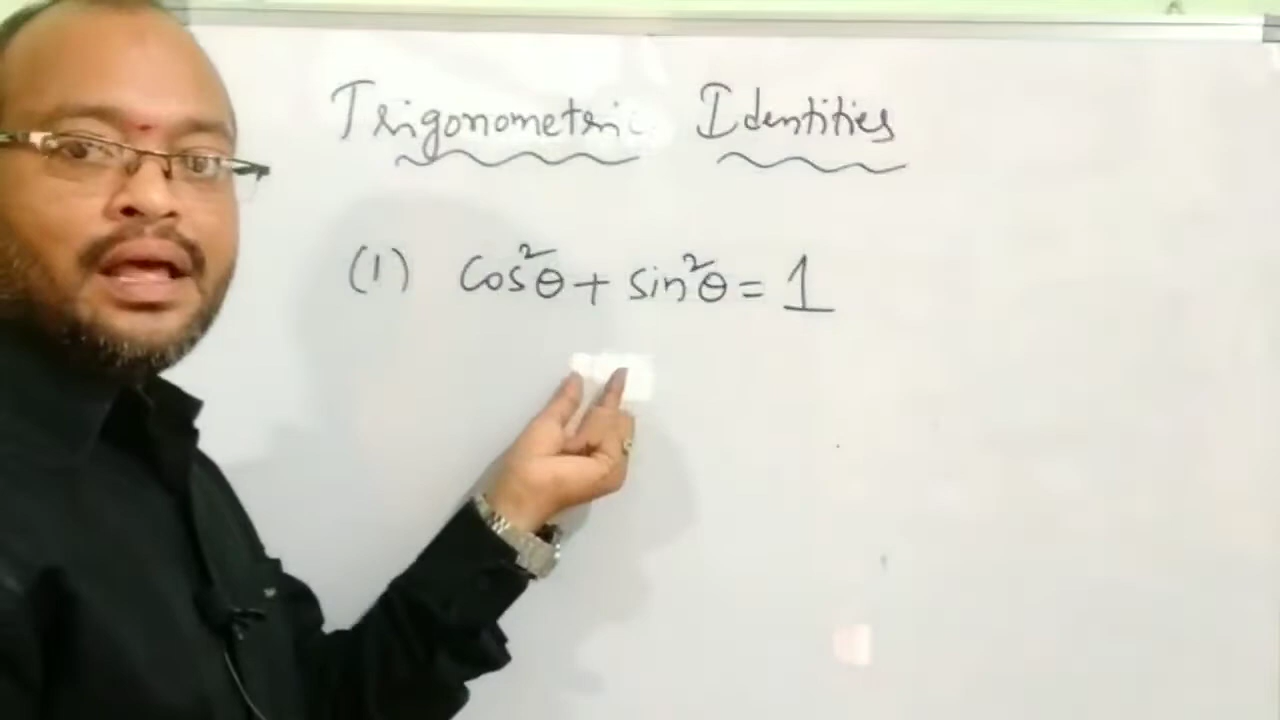 Trigonometric Identities
(1) cos²θ + sin²θ = 1